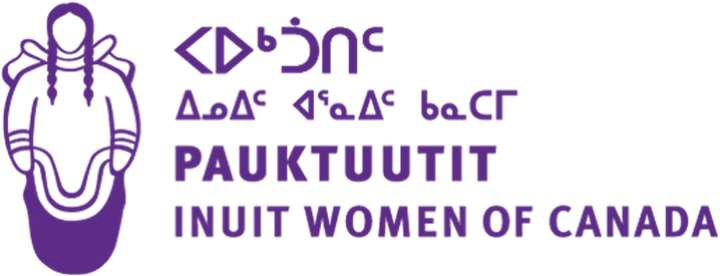 ᐸᐅᒃᑑᑎᑦ
ᐃᓄᐃᑦ ᐊᕐᓇᐃᑦ ᑲᓇᑕᒥ
PAUKTUUTIT
INUIT WOMEN OF CANADA